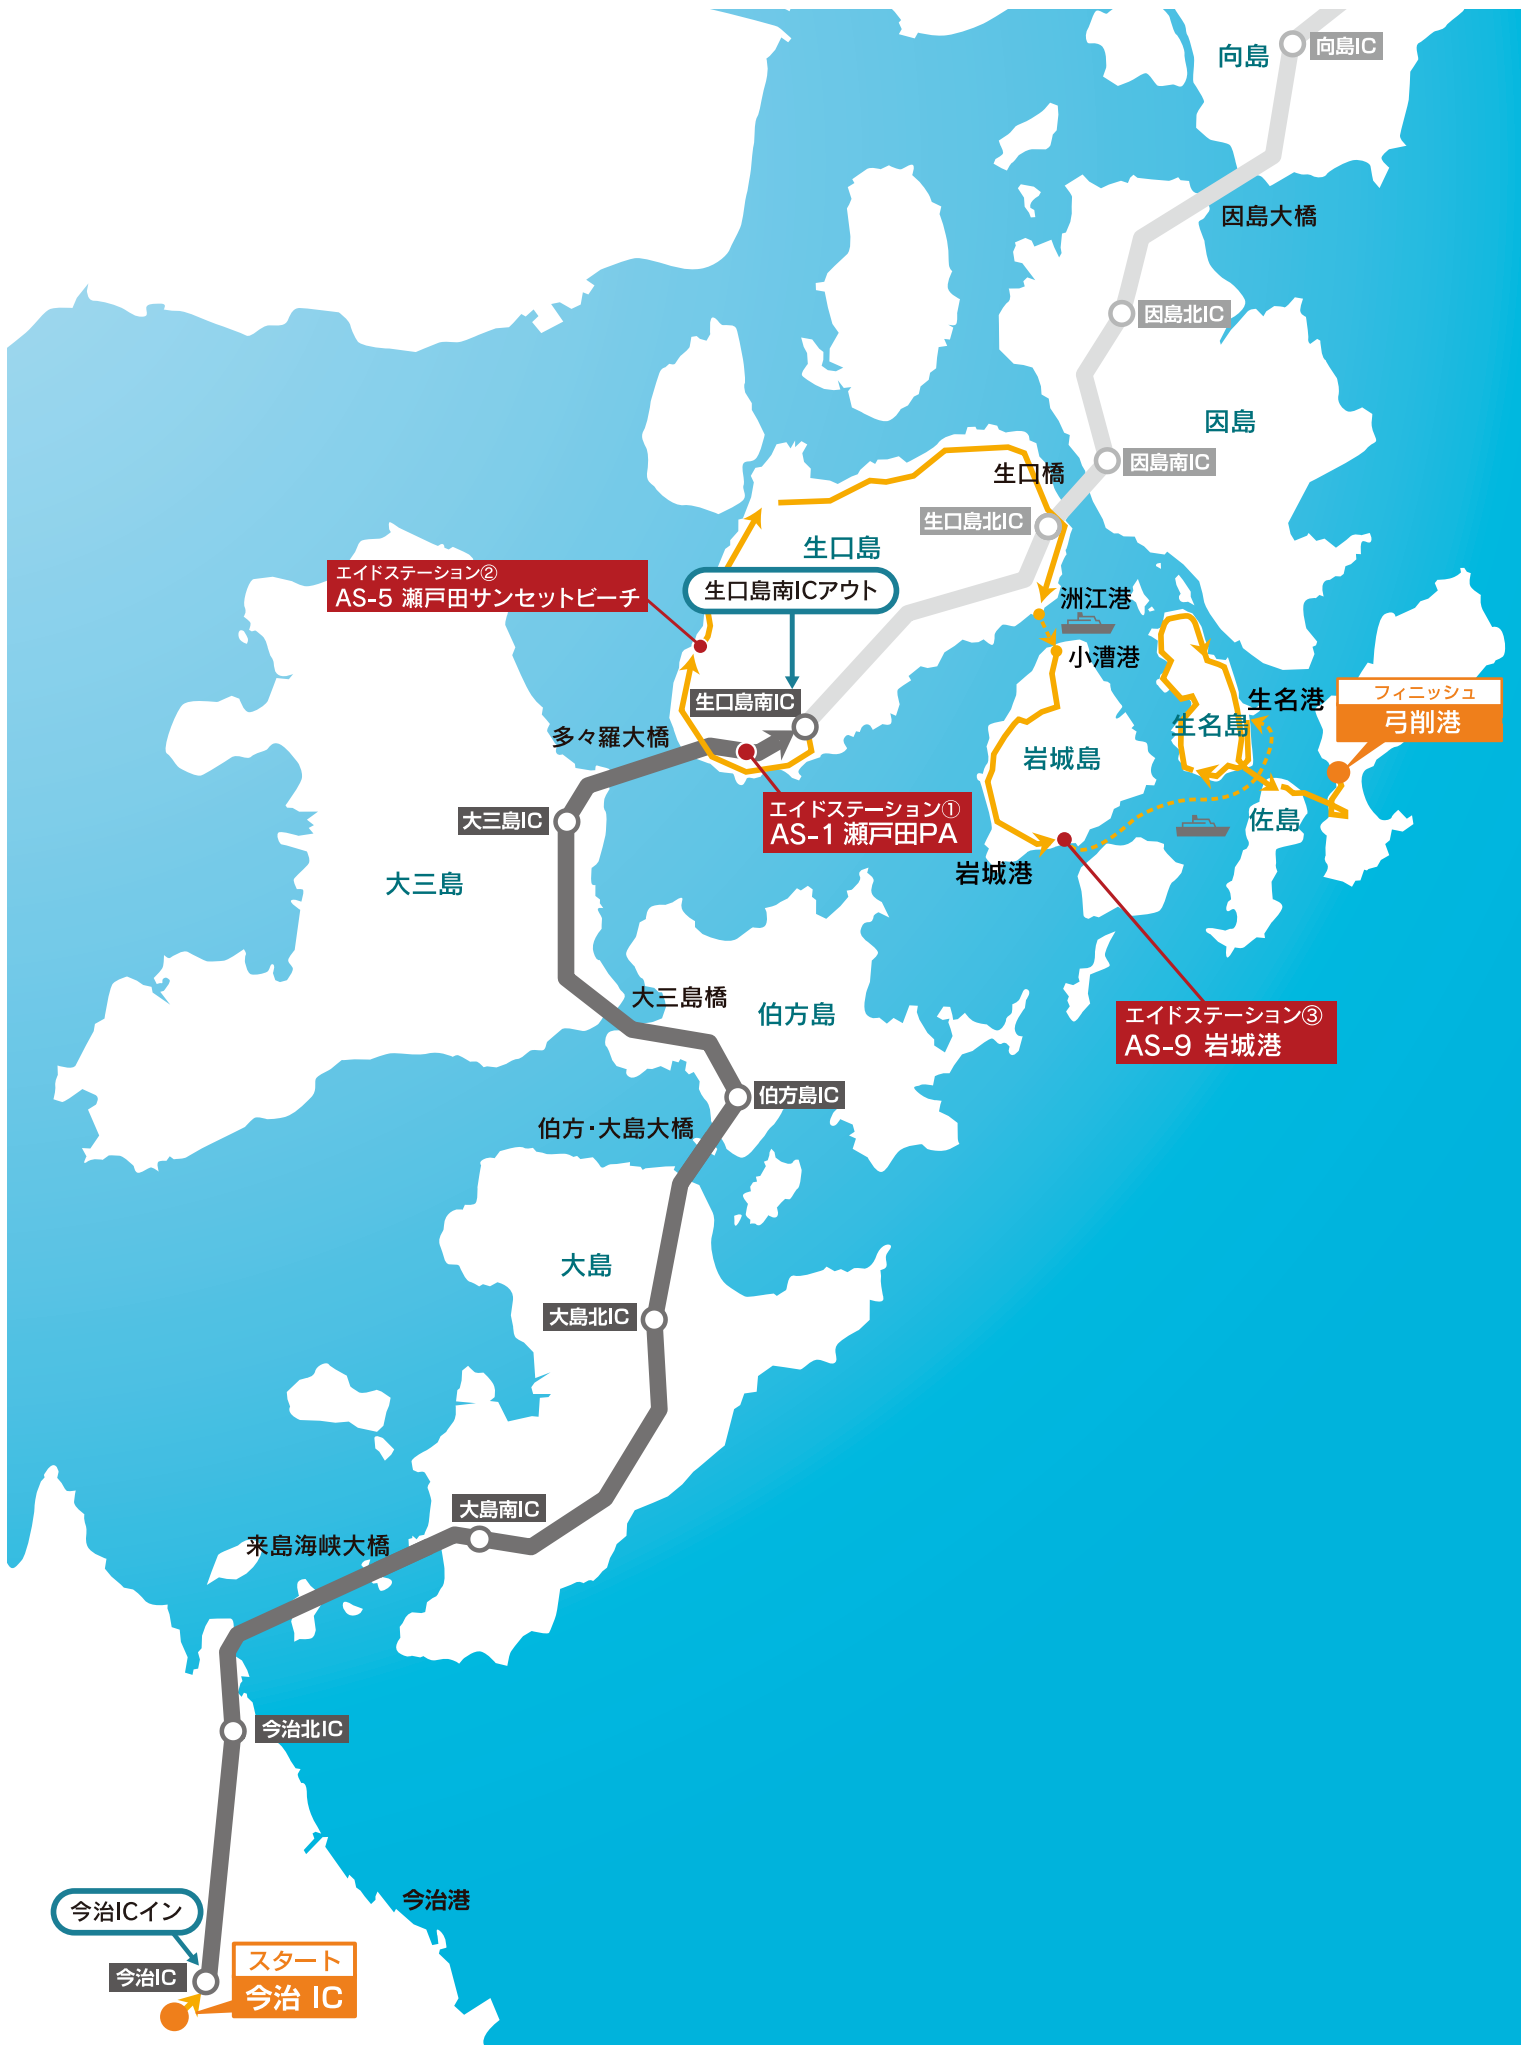 向島
向島IC
因島大橋
因島北IC
因島
因島南IC
生口橋
生口島北IC
生口島
エイドステーション②
AS-5 瀬戸田サンセットビーチ
生口島南ICアウト
洲江港
小漕港
生口島南IC
生名港
フィニッシュ
弓削港
生名島
多々羅大橋
岩城島
大三島IC
エイドステーション①
AS-1 瀬戸田PA
佐島
大三島
岩城港
大三島橋
伯方島
エイドステーション③
AS-9 岩城港
伯方島IC
伯方・大島大橋
大島
大島北IC
大島南IC
来島海峡大橋
今治北IC
今治港
今治ICイン
今治IC
スタート
今治 IC